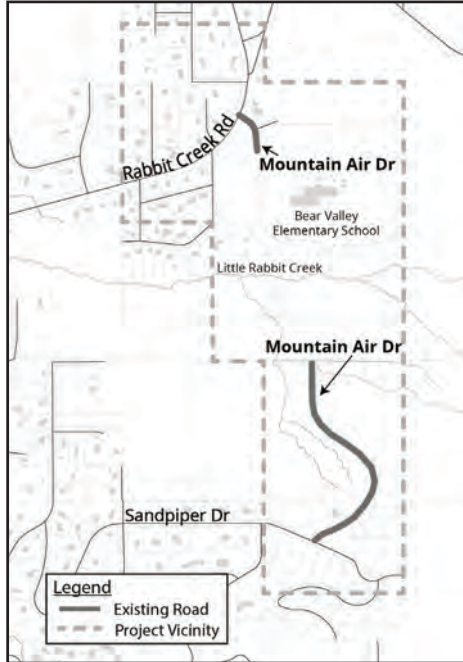 Rabbit Creek Rd
Mountain Air Dr
Bear Valley
Elementary School
Little Rabbit Creek
Mountain Air Dr
Sandpiper Dr
Legend
Existing Road
Project Vicinity